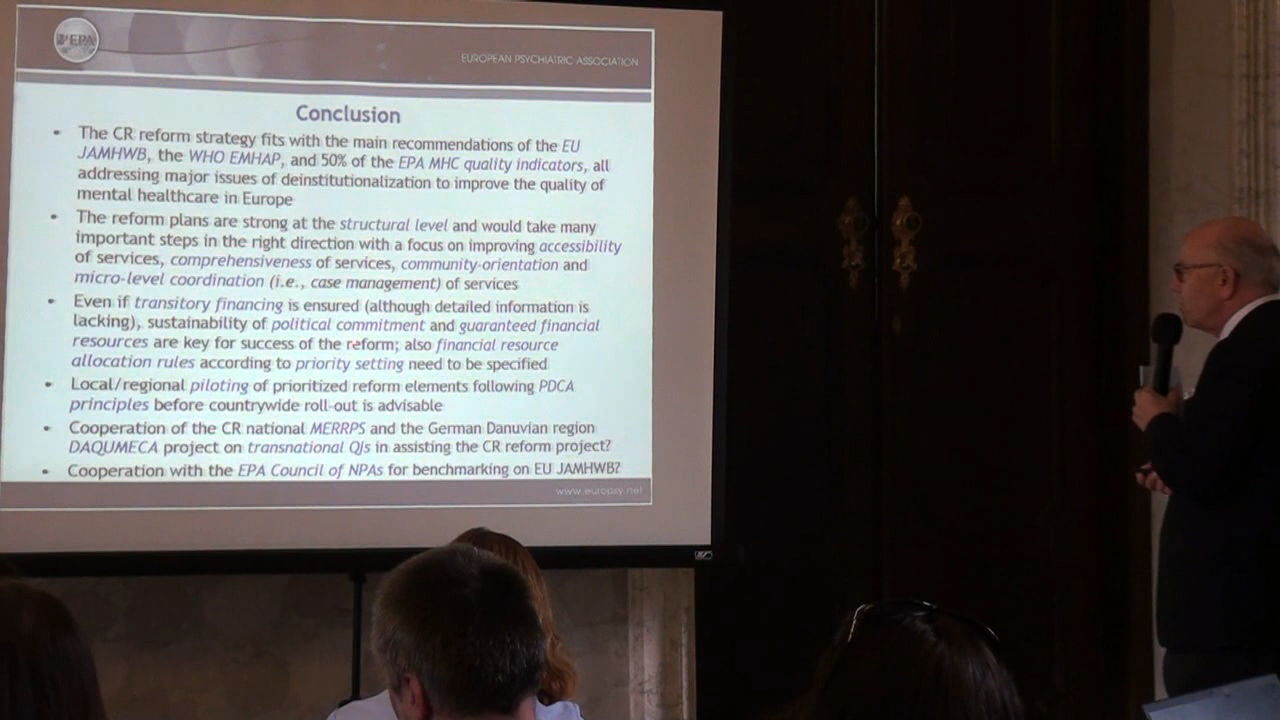 EPA
EUROPEAN PSYCHIATRIC ASSOCIATION
Conclusion
• The CR reform strategy fits with the main recommendations of the EU
JAMHWB, the WHO EMHAP, and 50% of the EPA MHC quality indicators, all
addressing major issues of deinstitutionalization to improve the quality of
mental healthcare in Europe
• The reform plans are strong at the structural level and would take many
important steps in the right direction with a focus on improving accessibility
of services, comprehensiveness of services, community-orientation and
micro-level coordination (i.e., case management) of services
• Even if transitory financing is ensured (although detailed information is
lacking), sustainability of political commitment and guaranteed financial
resources are key for success of the reform; also financial resource
allocation rules according to priority setting need to be specified
• Local/regional piloting of prioritized reform elements following PDCA
principles before countrywide roll-out is advisable
• Cooperation of the CR national MERRPS and the German Danuvian region
DAQUMECA project on transnational QIs in assisting the CR reform project?
• Cooperation with the EPA Council of NPAs for benchmarking on EU JAMHWB?
www.europsy.net